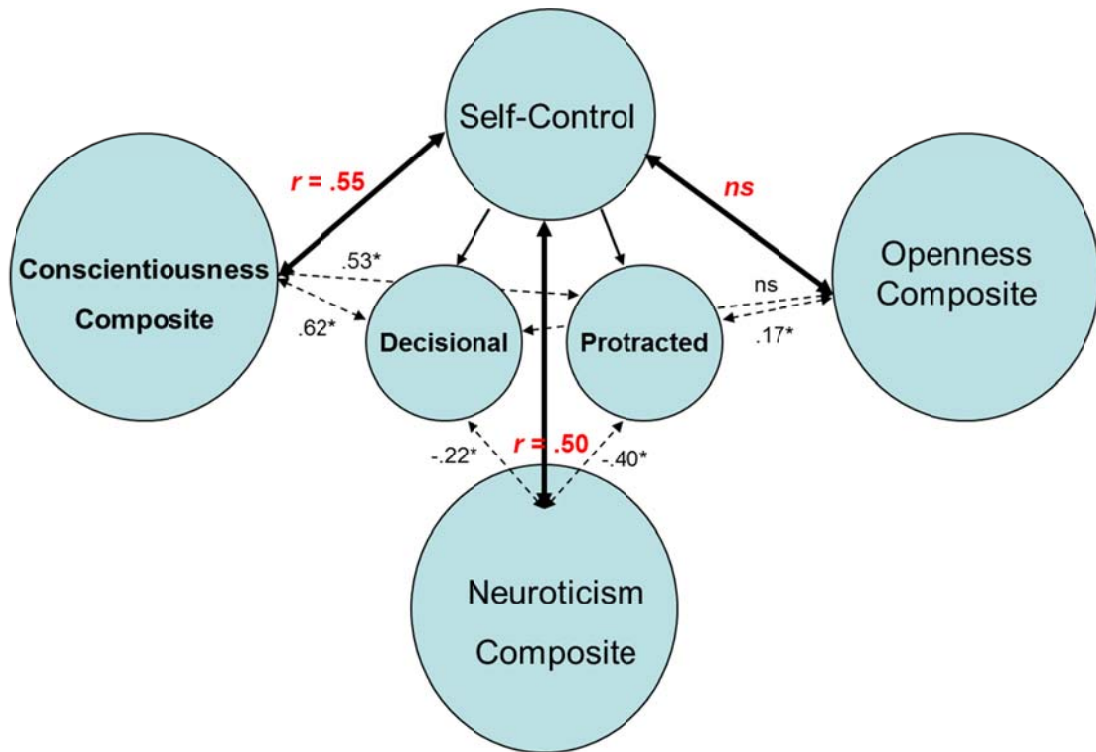 Self-Control
r = .55
ns
Conscientiousness
Composite
.53*
.62*
Decisional
Protracted
ns
.17*
Openness
Composite
-.22*
r = .50
-.40*
Neuroticism
Composite